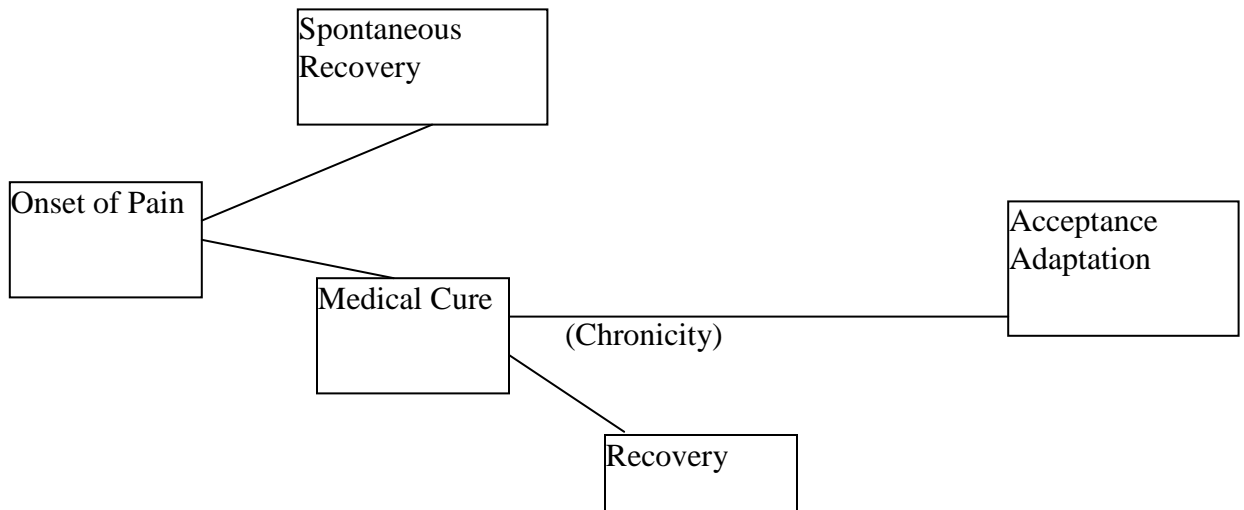 Spontaneous
Recovery
Onset of Pain
Acceptance
Adaptation
Medical Cure
(Chronicity)
Recovery